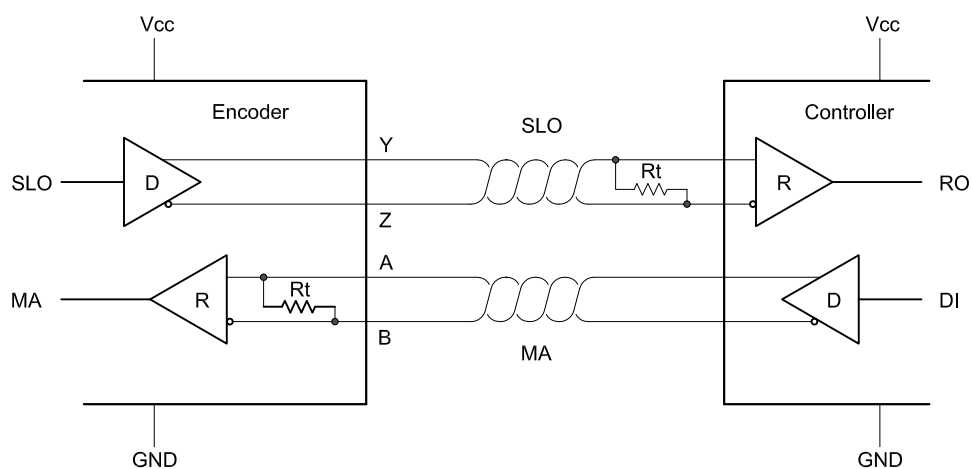 Vcc
Vcc
Encoder
Controller
SLO
Y
SLO
D
Rt
R
RO
Z
A
MA
R
Rt
D
DI
B
MA
GND
GND